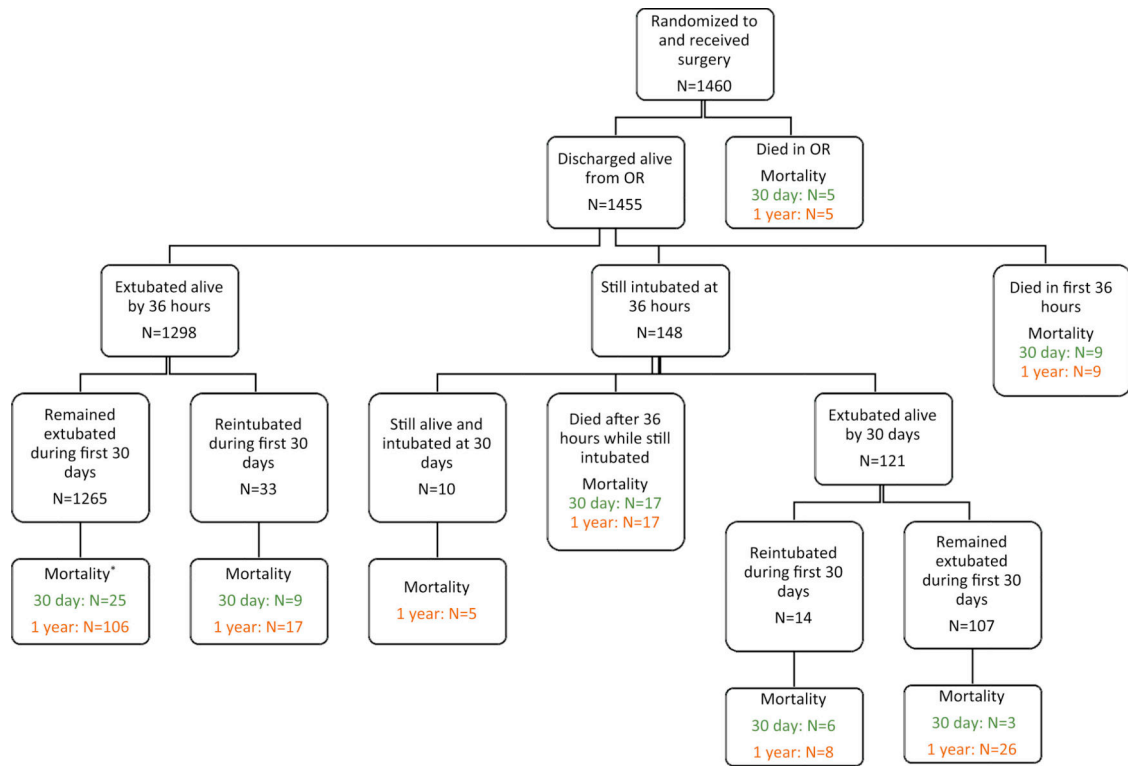 Randomized to
and received
surgery
N=1460
Discharged alive
from OR
N=1455
Died in OR
Mortality
30 day: N=5
1 year: N=5
Extubated alive
by 36 hours
N=1298
Still intubated at
36 hours
N=148
Died in first 36
hours
Mortality
30 day: N=9
1 year: N=9
Remained
extubated
during first 30
days
N=1265
Reintubated
during first 30
days
N=33
Still alive and
intubated at 30
days
N=10
Died after 36
hours while still
intubated
Mortality
30 day: N=17
1 year: N=17
Extubated alive
by 30 days
N=121
Mortality*
30 day: N=25
1 year: N=106
Mortality
30 day: N=9
1 year: N=17
Mortality
1 year: N=5
Reintubated
during first 30
days
N=14
Remained
extubated
during first 30
days
N=107
Mortality
30 day: N=6
1 year: N=8
Mortality
30 day: N=3
1 year: N=26